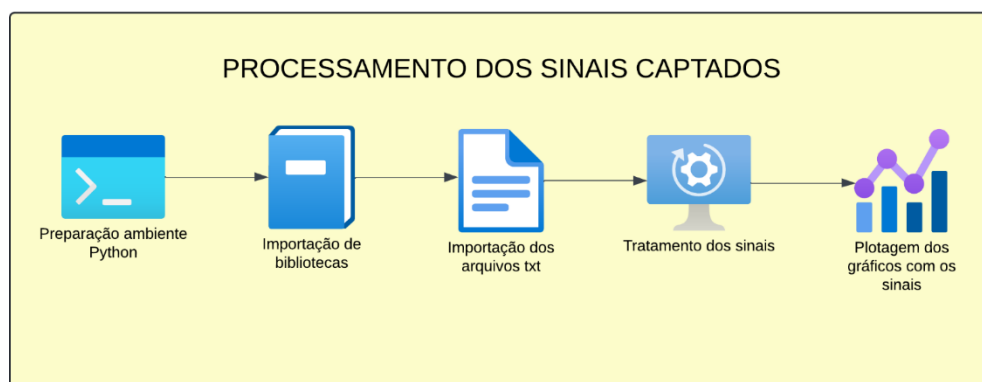 PROCESSAMENTO DOS SINAIS CAPTADOS
Preparação ambiente
Python
Importação de
bibliotecas
Importação dos
arquivos txt
Tratamento dos sinais
Plotagem dos
gráficos com os
sinais